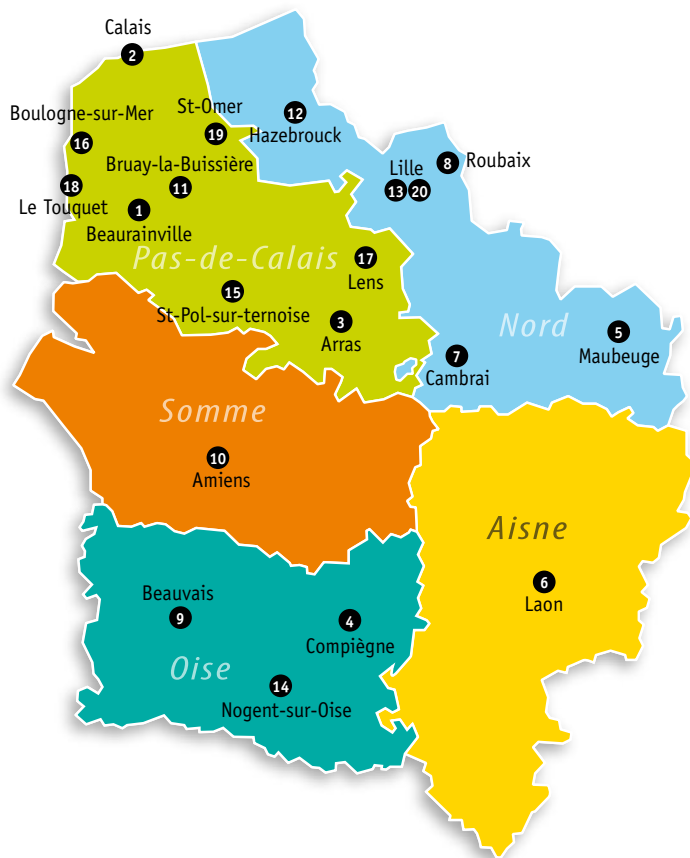 Calais
2
Boulogne-sur-Mer
16
St-Omer
19
12
Hazebrouck
Bruay-la-Buissière
11
18
Le Touquet
1
Beaurainville
Lille
13 20
8 Roubaix
Pas-de-Calais
17
Lens
15
St-Pol-sur-ternoise
3
Arras
Nord
5
Maubeuge
7
Cambrai
Somme
10
Amiens
Aisne
6
Laon
Beauvais
9
4
Compiègne
Oise
14
Nogent-sur-Oise